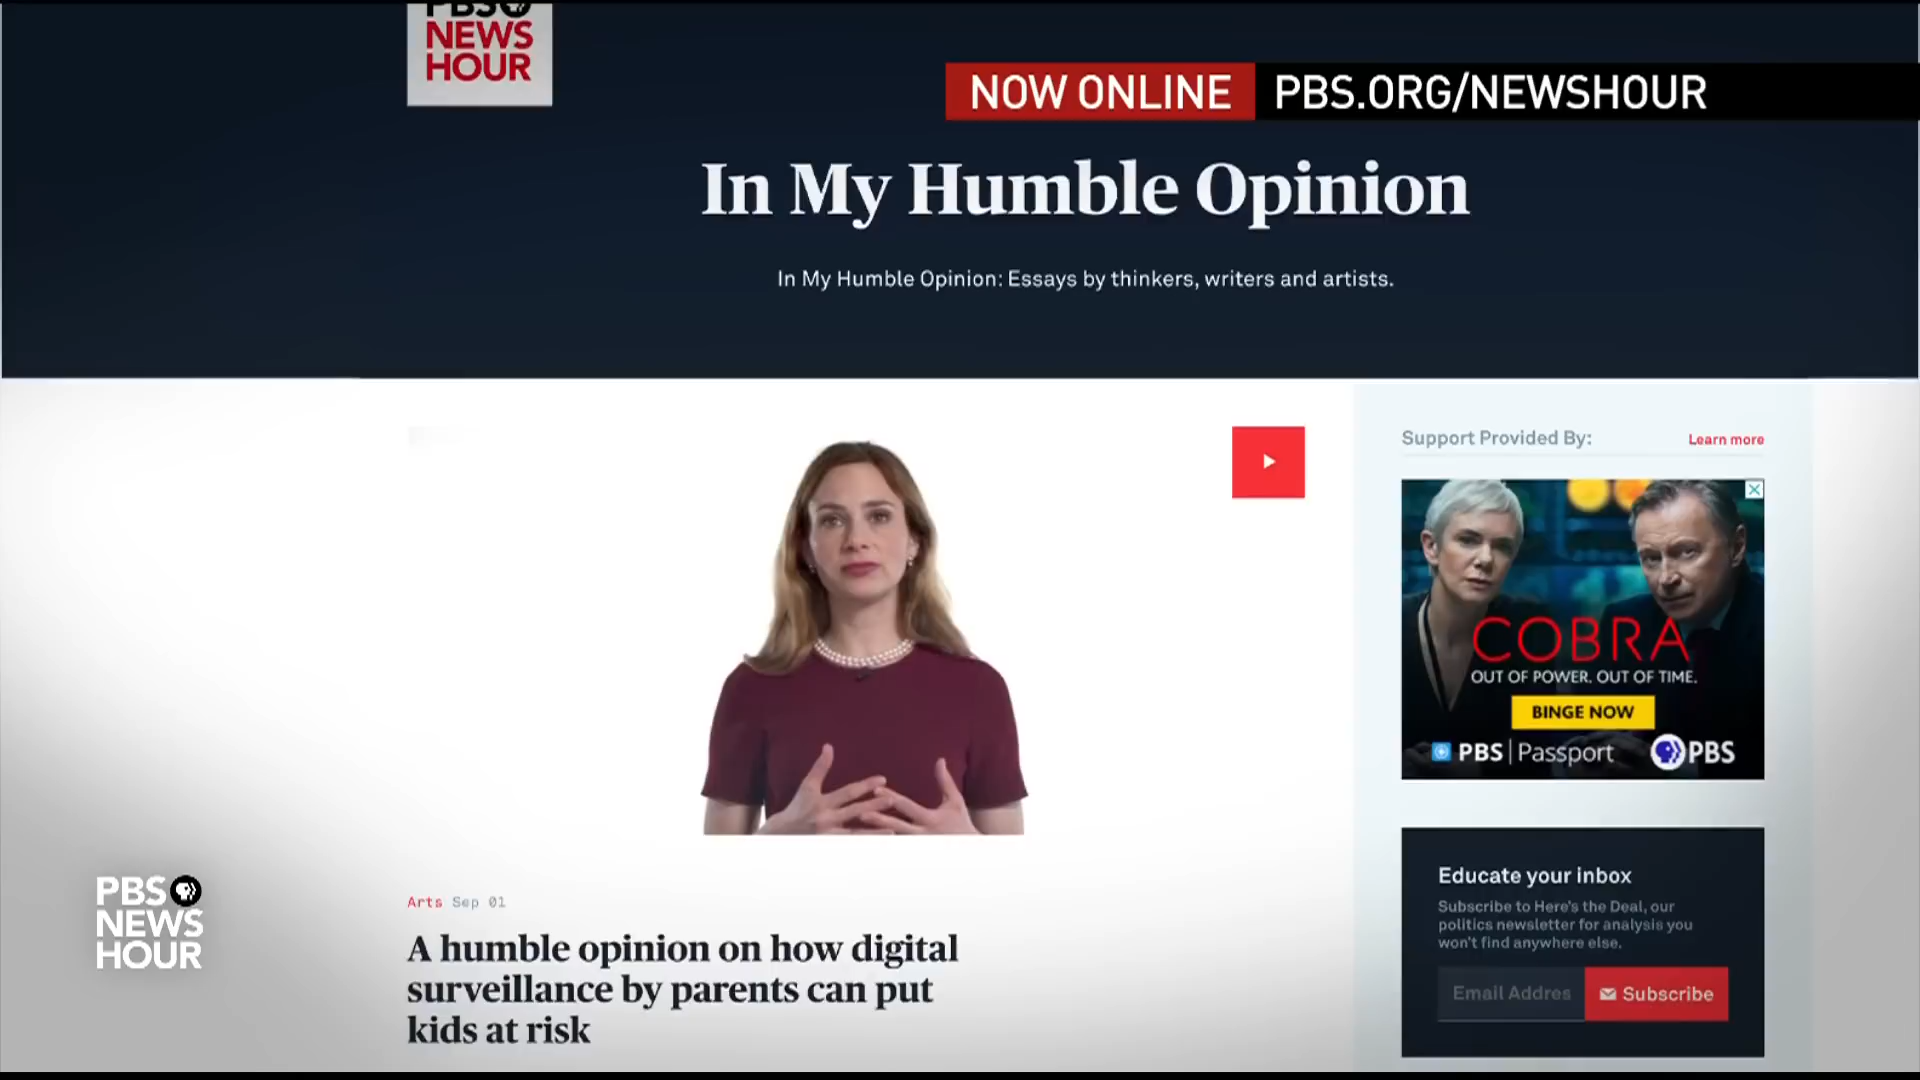 PBS
NEWS
HOUR
NOW ONLINE PBS.ORG/NEWSHOUR
In My Humble Opinion
In My Humble Opinion: Essays by thinkers, writers and artists.
Support Provided By: Learn more
COBRA
OUT OF POWER. OUT OF TIME.
BINGE NOW
PBS | Passport PBS
PBS
NEWS
HOUR
Arts Sep 01
A humble opinion on how digital
surveillance by parents can put
kids at risk
Educate your inbox
Subscribe to Here's the Deal, our
politics newsletter for analysis you
won't find anywhere else.
Email Addres Subscribe